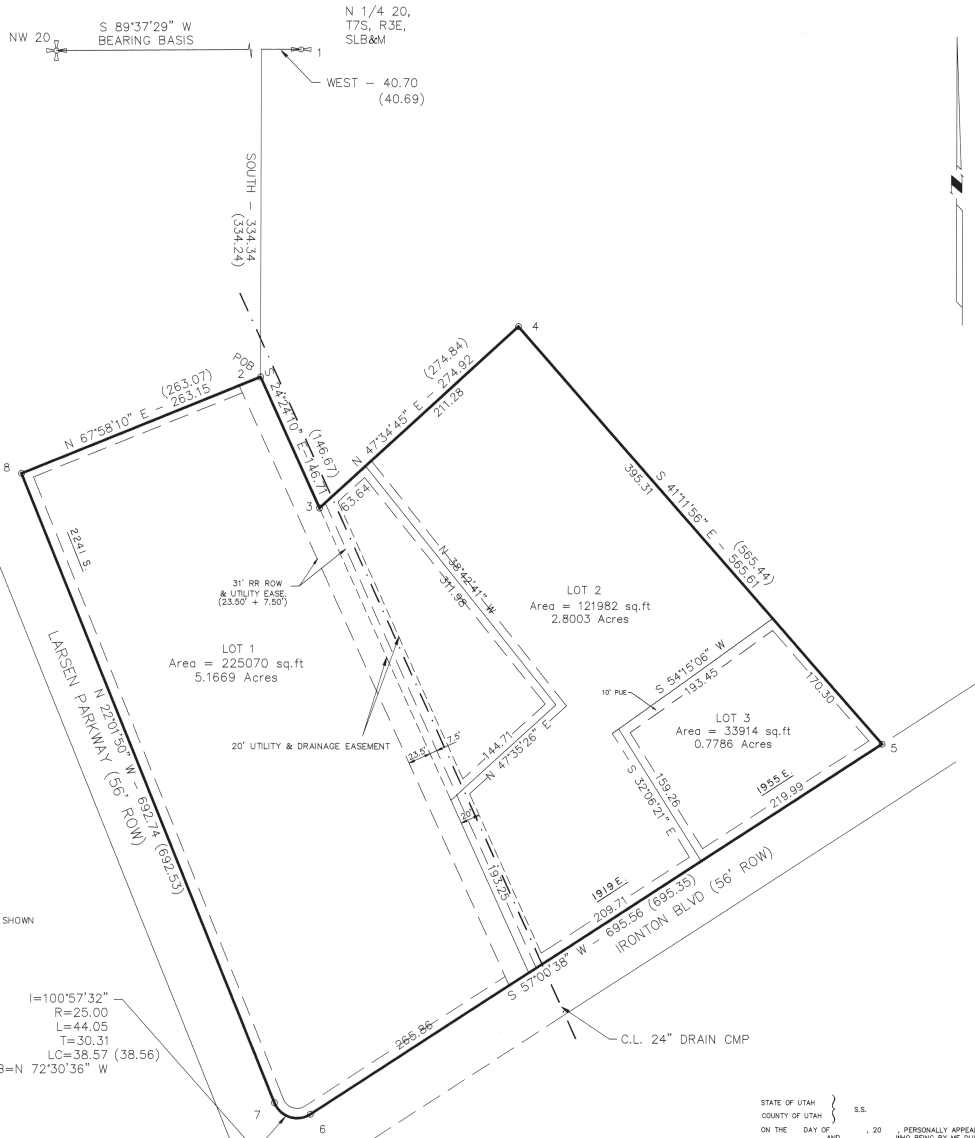 N 1/4 20,
T7S, R3E,
SLB&M
NW 20
S 89°37'29" W
BEARING BASIS
1
WEST - 40.70
(40.69)
SOUTH - 334.34
(334.24)
Z
POB
2
4
(263.07)
N 67°58'10" E - 263.15
8
S 24°24'10" E-146.71
(146.67)
(274.84)
N 47°34'45" E - 274.92
211.28
3
63.64
2241 S.
31' RR ROW
& UTILITY EASE.
(23.50' + 7.50')
N 38°42'41" W
311.98
395.31
S 41°11'56" E - 565.61
(565.44)
LOT 2
Area = 121982 sq.ft
2.8003 Acres
LOT 1
Area = 225070 sq.ft
5.1669 Acres
LARSEN PARKWAY (56' ROW)
N 22°01'50" W - 692.74 (692.53)
S 54°15'06" W
193.45
10' PUE
170.30
LOT 3
Area = 33914 sq.ft
0.7786 Acres
5
20' UTILITY & DRAINAGE EASEMENT
23.5'
7.5'
144.71
N 47°35'26" E
159.26
S 32°06'21" E
1955 E.
219.99
20'
193.25
1919 E.
209.71
S 57°00'38" W - 695.56 (695.35)
IRONTON BLVD (56' ROW)
SHOWN
I=100°57'32"
R=25.00
L=44.05
T=30.31
LC=38.57 (38.56)
B=N 72°30'36" W
265.86
C.L. 24" DRAIN CMP
7
6
STATE OF UTAH
COUNTY OF UTAH
} S.S.
ON THE DAY OF , 20 , PERSONALLY APPEA
AND WHO BEING BY ME DU